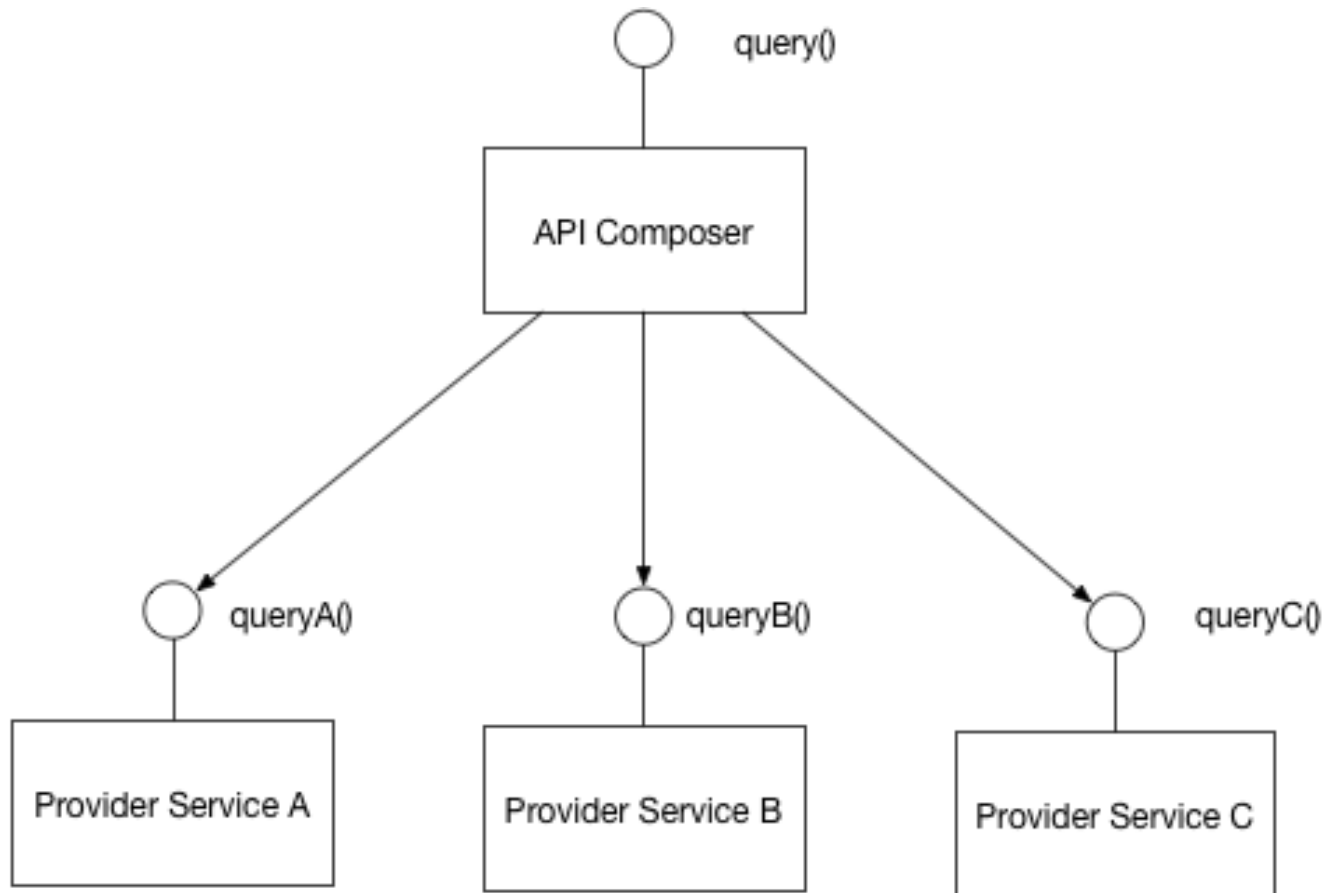 query()
API Composer
queryA()
queryB()
queryC()
Provider Service A
Provider Service B
Provider Service C